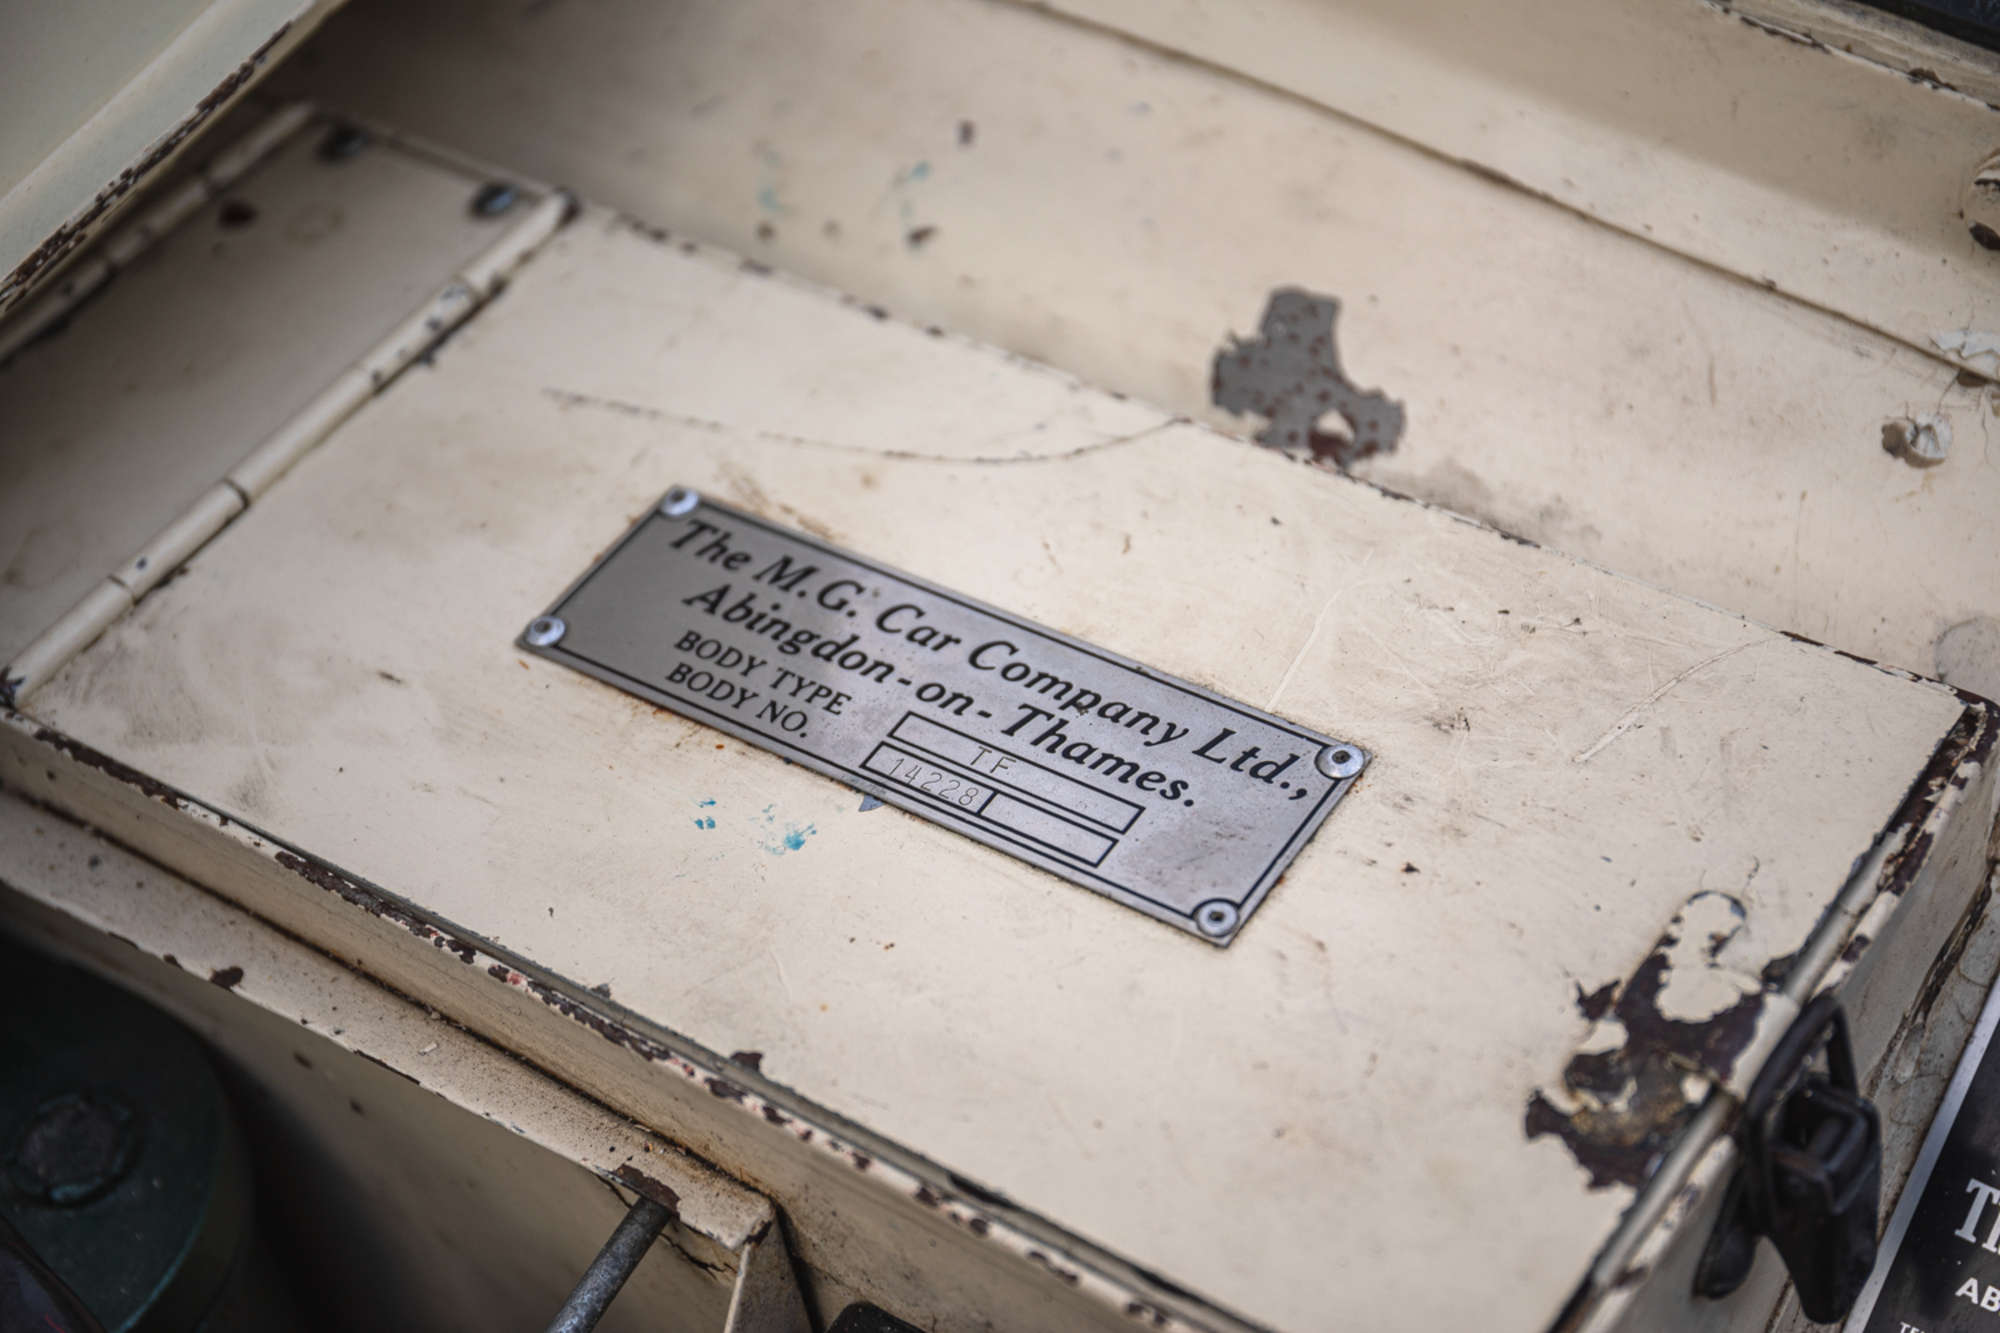 The M.G. Car Company Ltd.,
Abingdon-on-Thames.
BODY TYPE TF
BODY NO. 14228